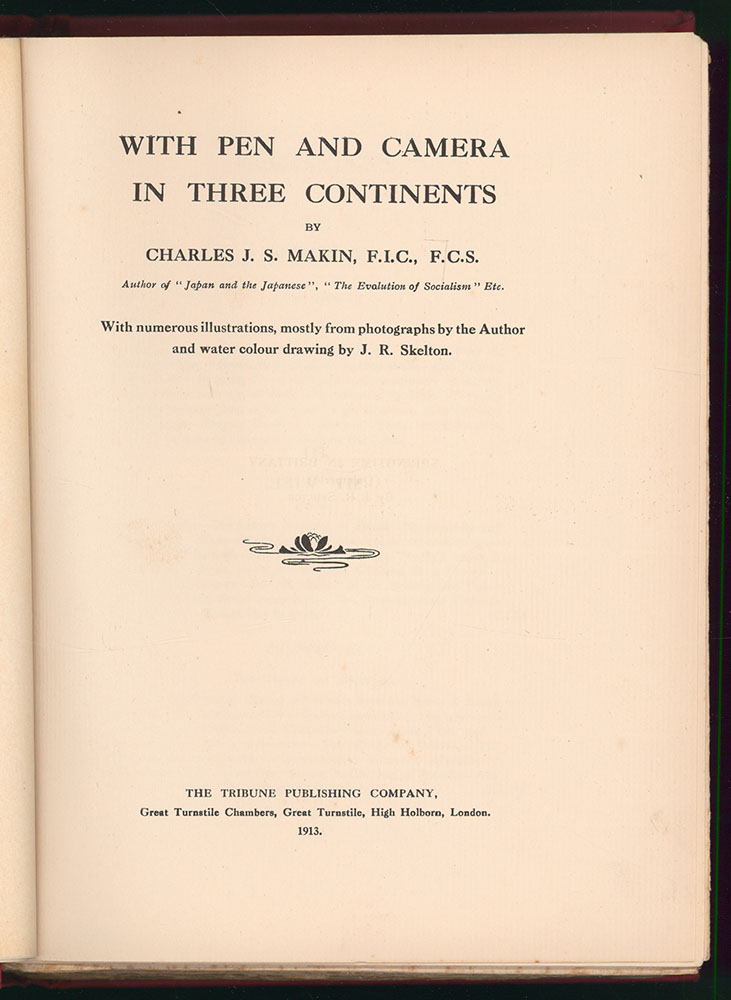 WITH PEN AND CAMERA
IN THREE CONTINENTS
BY
CHARLES J. S. MAKIN, F.I.C., F.C.S.
Author of "Japan and the Japanese", "The Evolution of Socialism" Etc.
With numerous illustrations, mostly from photographs by the Author
and water colour drawing by J. R. Skelton.
THE TRIBUNE PUBLISHING COMPANY,
Great Turnstile Chambers, Great Turnstile, High Holborn, London.
1913.